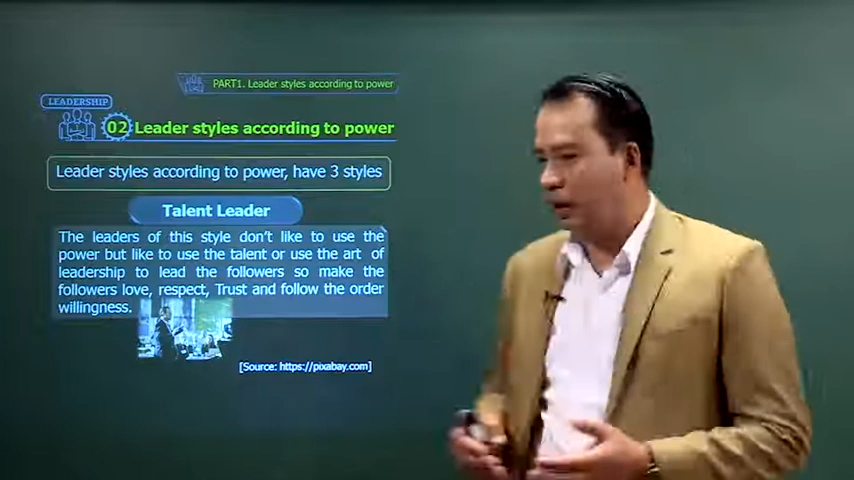 PART1. Leader styles according to power
LEADERSHIP
02 Leader styles according to power
Leader styles according to power, have 3 styles
Talent Leader
The leaders of this style don't like to use the
power but like to use the talent or use the art of
leadership to lead the followers so make the
followers love, respect, Trust and follow the order
willingness.
[Source: https://pixabay.com]